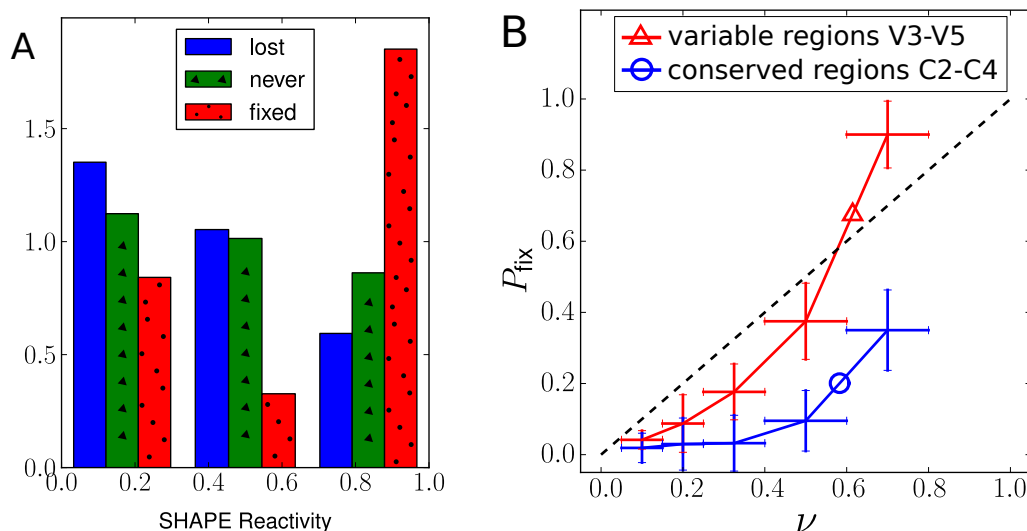 A
lost
never
fixed
1.5
1.0
0.5
0.0
0.0 0.2 0.4 0.6 0.8 1.0
SHAPE Reactivity
B
variable regions V3-V5
conserved regions C2-C4
1.0
0.8
0.6
0.4
0.2
0.0
P_fix
0.0 0.2 0.4 0.6 0.8 1.0
ν